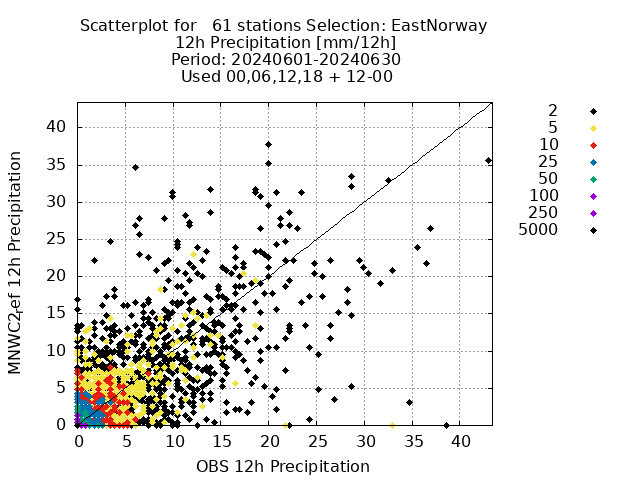 Scatterplot for   61 stations Selection: EastNorway
12h Precipitation [mm/12h]
Period: 20240601-20240630
Used 00,06,12,18 + 12-00
MNWC2,ef 12h Precipitation
40
35
30
25
20
15
10
5
0
0 5 10 15 20 25 30 35 40
OBS 12h Precipitation
2
5
10
25
50
100
250
5000